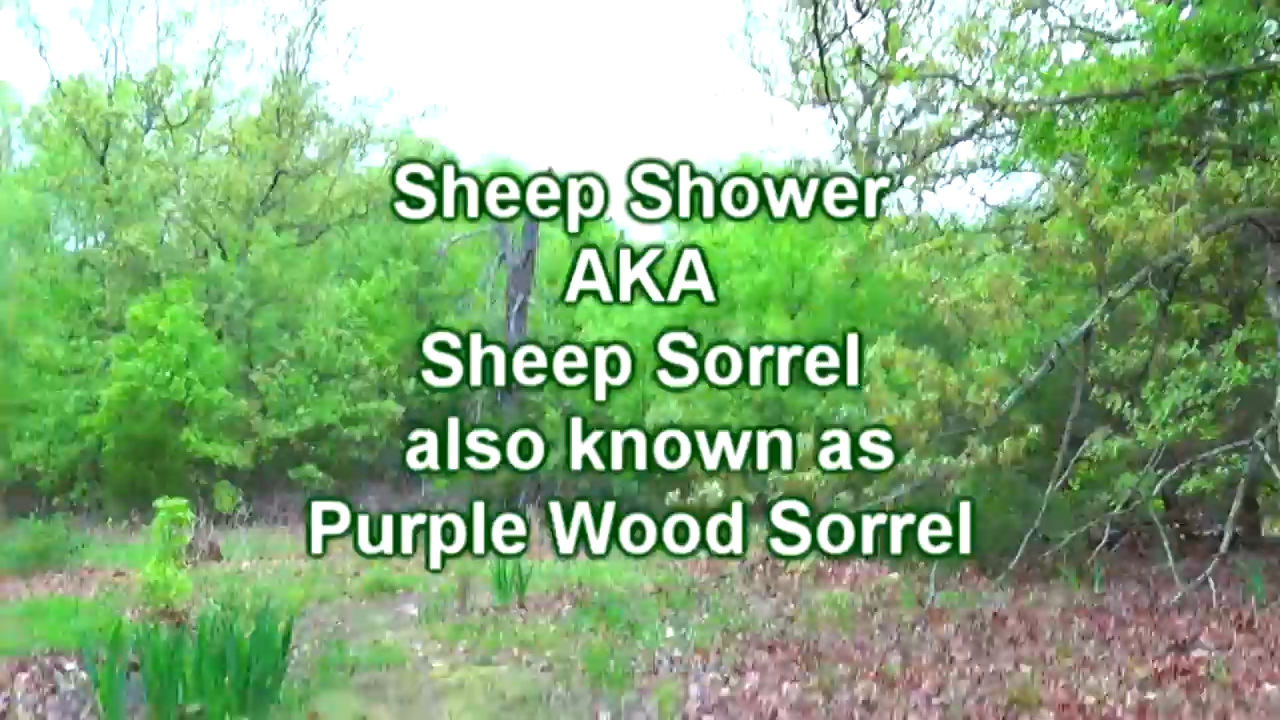 Sheep Shower
AKA
Sheep Sorrel
also known as
Purple Wood Sorrel